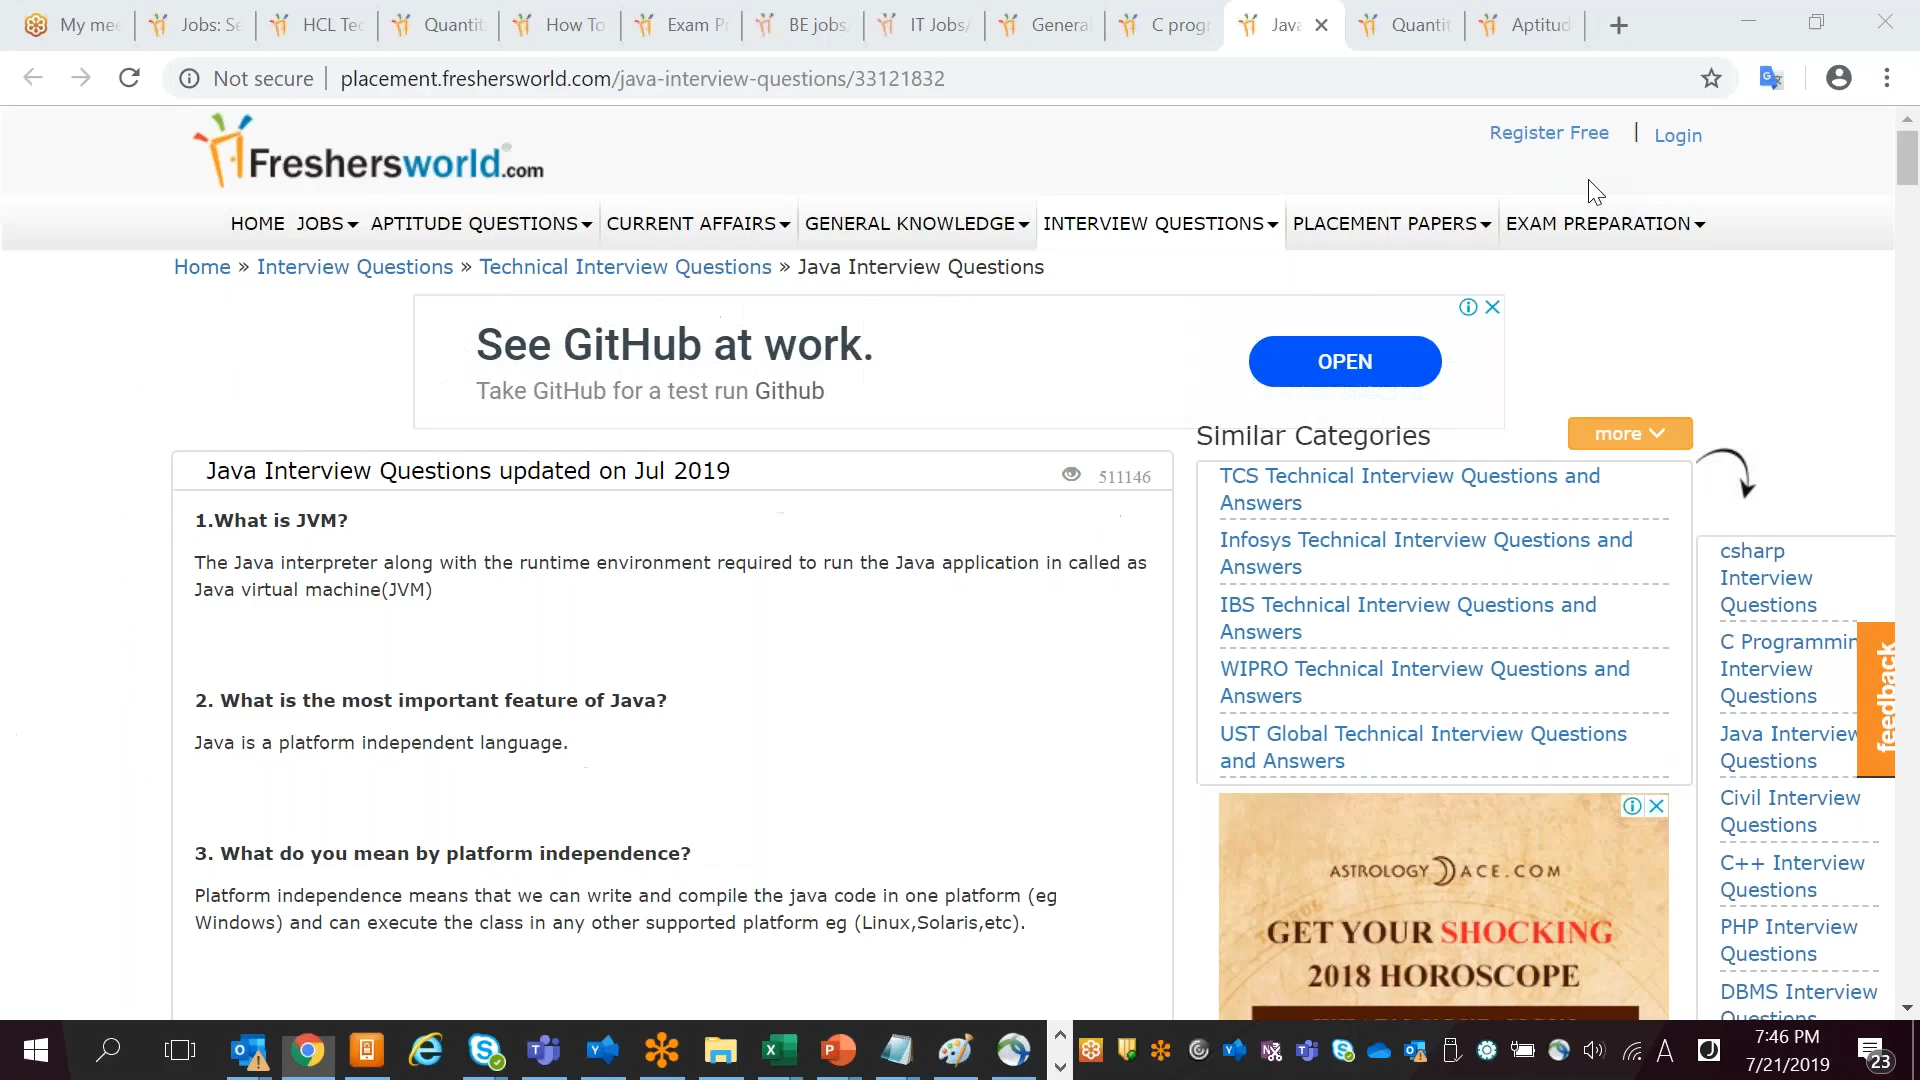 My mee
Jobs: Se
HCL Tec
Quantit
How To
Exam Pr
BE jobs,
IT Jobs/
General
C progr
Java
Quantit
Aptitud
Not secure | placement.freshersworld.com/java-interview-questions/33121832
Freshersworld.com
Register Free | Login
HOME JOBS APTITUDE QUESTIONS CURRENT AFFAIRS GENERAL KNOWLEDGE INTERVIEW QUESTIONS PLACEMENT PAPERS EXAM PREPARATION
Home » Interview Questions » Technical Interview Questions » Java Interview Questions
See GitHub at work.
Take GitHub for a test run Github
OPEN
Java Interview Questions updated on Jul 2019
511146
1.What is JVM?
The Java interpreter along with the runtime environment required to run the Java application in called as
Java virtual machine(JVM)
2. What is the most important feature of Java?
Java is a platform independent language.
3. What do you mean by platform independence?
Platform independence means that we can write and compile the java code in one platform (eg
Windows) and can execute the class in any other supported platform eg (Linux,Solaris,etc).
Similar Categories
more
TCS Technical Interview Questions and
Answers
Infosys Technical Interview Questions and
Answers
IBS Technical Interview Questions and
Answers
WIPRO Technical Interview Questions and
Answers
UST Global Technical Interview Questions
and Answers
ASTROLOGY ACE.COM
GET YOUR SHOCKING
2018 HOROSCOPE
csharp
Interview
Questions
C Programmin
Interview
Questions
Java Interview
Questions
Civil Interview
Questions
C++ Interview
Questions
PHP Interview
Questions
DBMS Interview
Questions
feedback
7:46 PM
7/21/2019
23